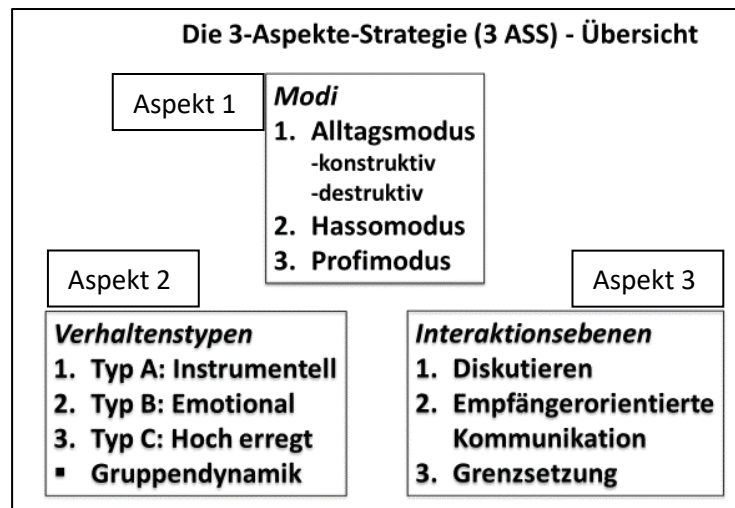 Die 3-Aspekte-Strategie (3 ASS) - Übersicht
Aspekt 1
Modi
1. Alltagsmodus
-konstruktiv
-destruktiv
2. Hassomodus
3. Profimodus
Aspekt 2
Verhaltenstypen
1. Typ A: Instrumentell
2. Typ B: Emotional
3. Typ C: Hoch erregt
▪ Gruppendynamik
Aspekt 3
Interaktionsebenen
1. Diskutieren
2. Empfängerorientierte
Kommunikation
3. Grenzsetzung